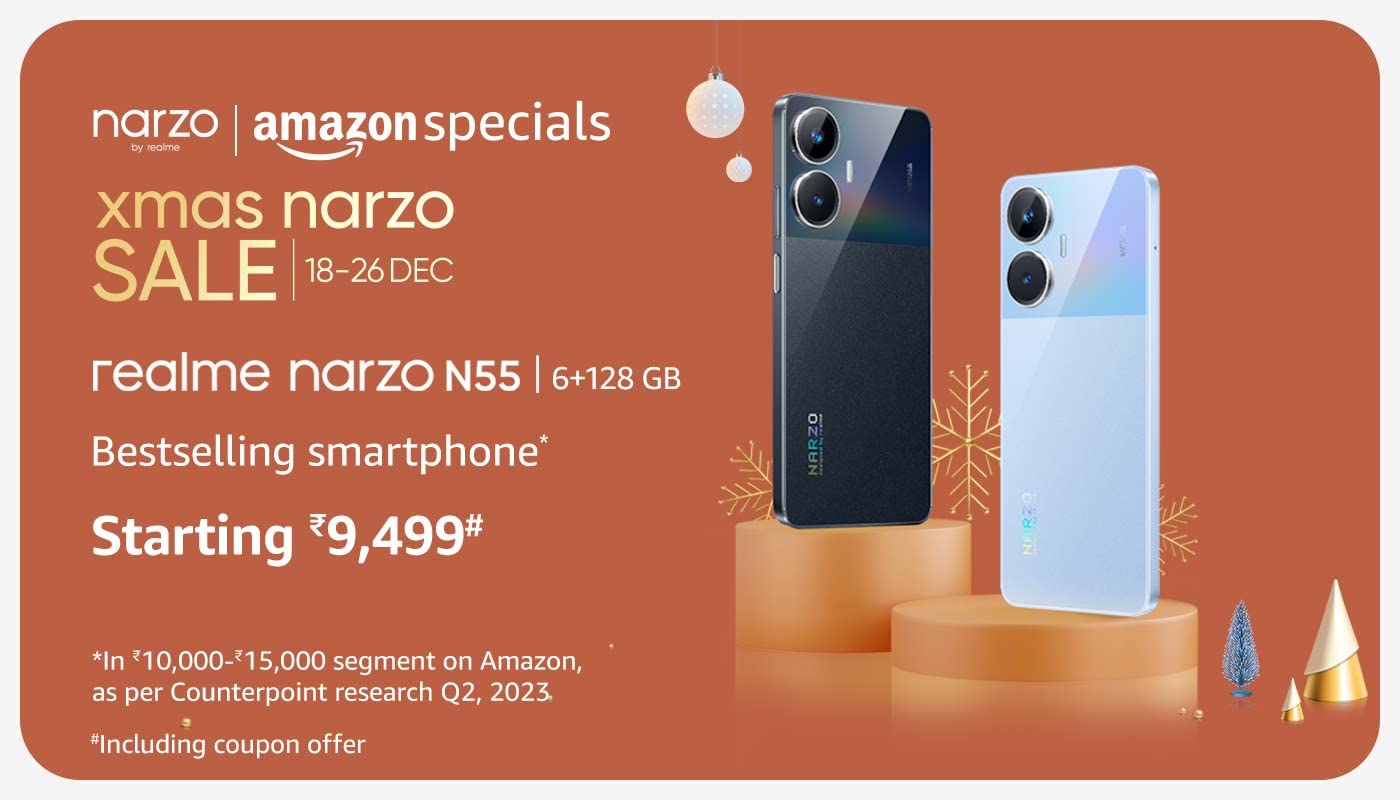 narzo | amazon specials
by realme
xmas narzo
SALE | 18-26 DEC
realme narzo N55 | 6+128 GB
Bestselling smartphone*
Starting ₹9,499#
*In ₹10,000-₹15,000 segment on Amazon,
as per Counterpoint research Q2, 2023
#Including coupon offer
NARZO
NARZO